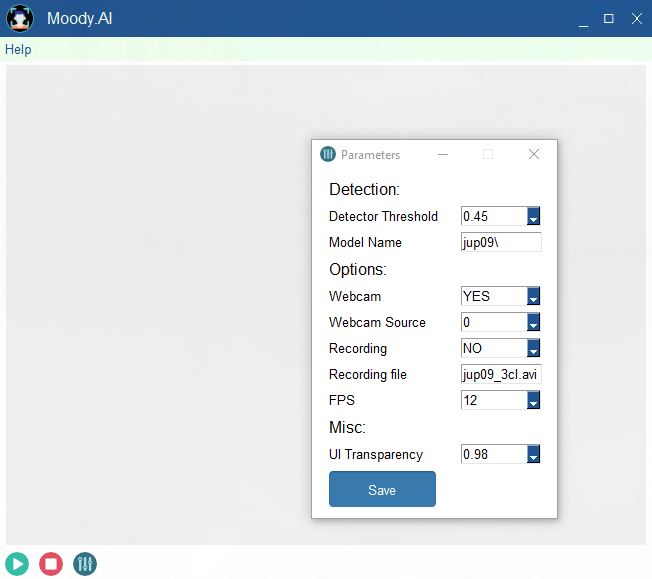 Moody.AI
Help
Parameters
Detection:
Detector Threshold 0.45
Model Name jup09\
Options:
Webcam YES
Webcam Source 0
Recording NO
Recording file jup09_3cl.avi
FPS 12
Misc:
UI Transparency 0.98
Save